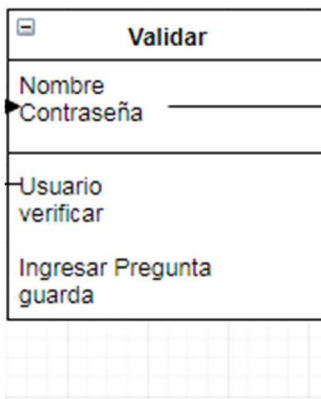 Validar
Nombre
Contraseña
Usuario
verificar
Ingresar Pregunta
guarda